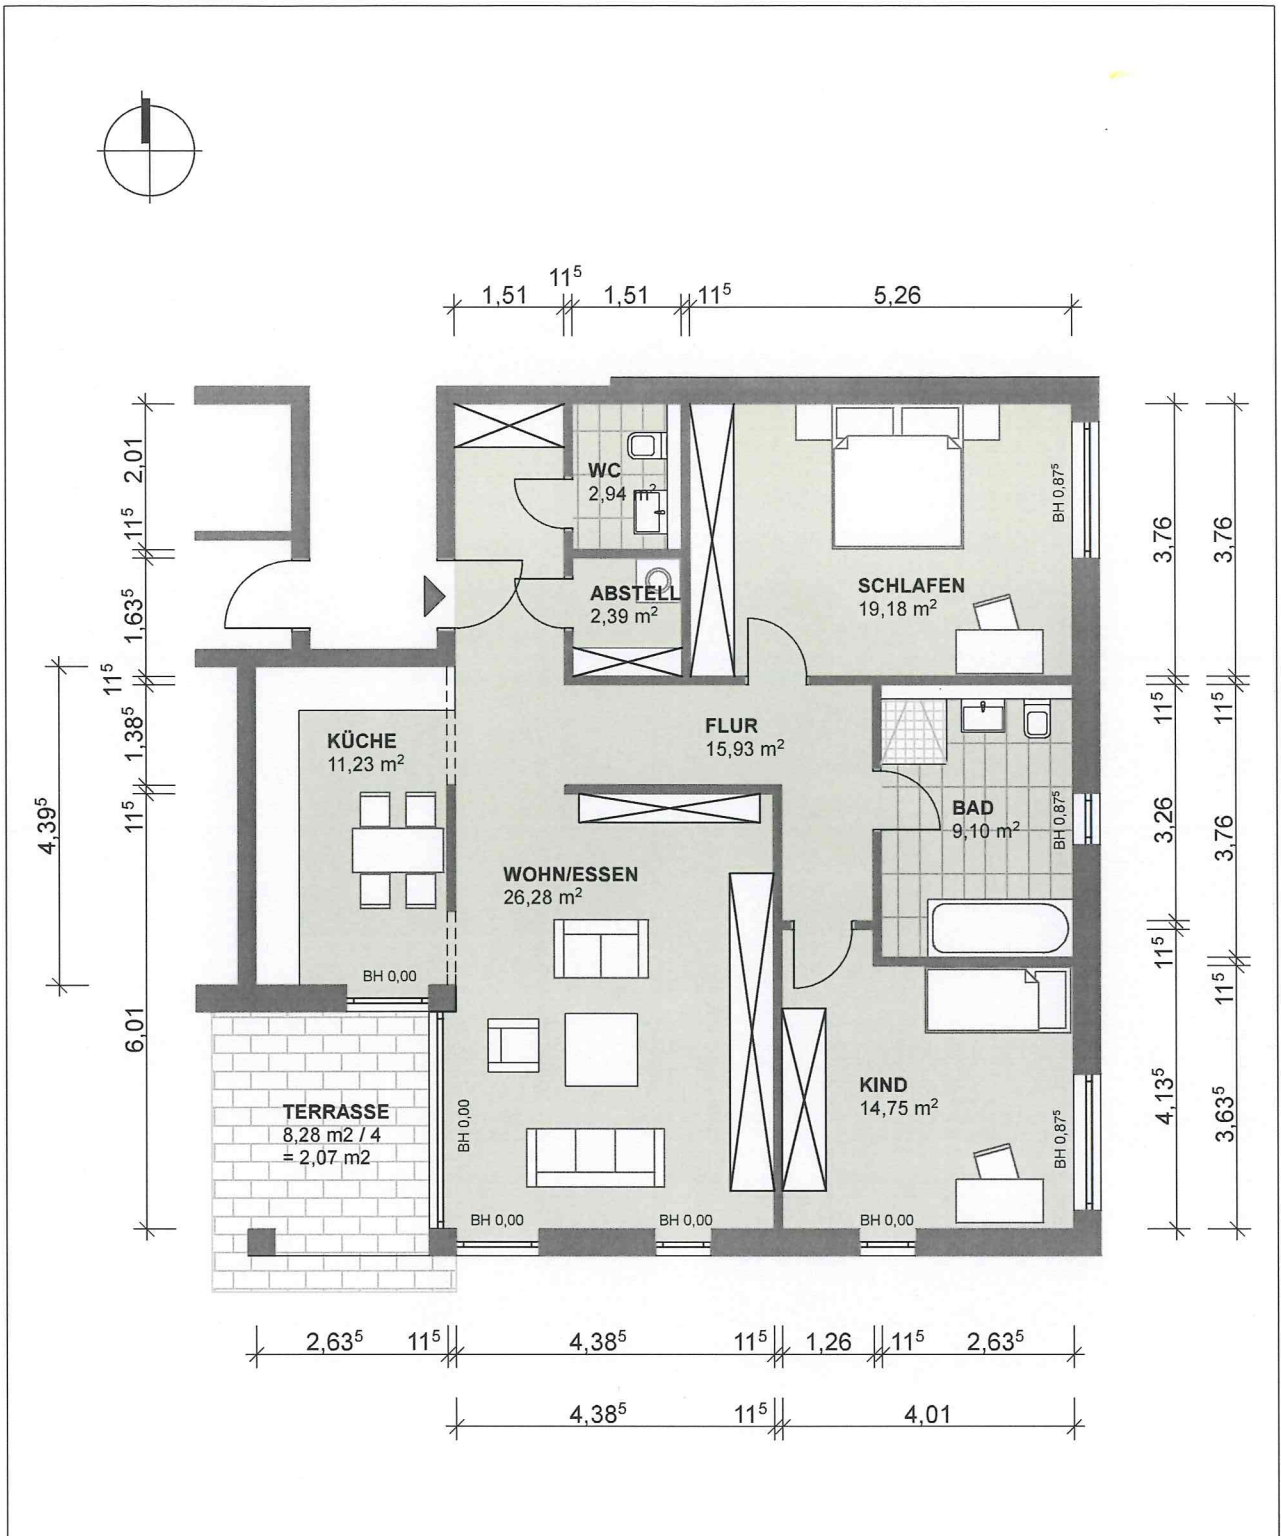 11⁵
1,51
1,51
11⁵
5,26
2,01
11⁵
1,63⁵
11⁵
1,38⁵
11⁵
6,01
4,39⁵
WC
2,94 m²
ABSTELL
2,39 m²
SCHLAFEN
19,18 m²
BH 0,87⁵
FLUR
15,93 m²
KÜCHE
11,23 m²
BH 0,00
BAD
9,10 m²
BH 0,87⁵
WOHN/ESSEN
26,28 m²
KIND
14,75 m²
BH 0,87⁵
TERRASSE
8,28 m2 / 4
= 2,07 m2
BH 0,00
BH 0,00
BH 0,00
BH 0,00
3,76
11⁵
3,26
11⁵
4,13⁵
3,76
11⁵
3,76
11⁵
3,63⁵
2,63⁵
11⁵
4,38⁵
11⁵
1,26
11⁵
2,63⁵
4,38⁵
11⁵
4,01